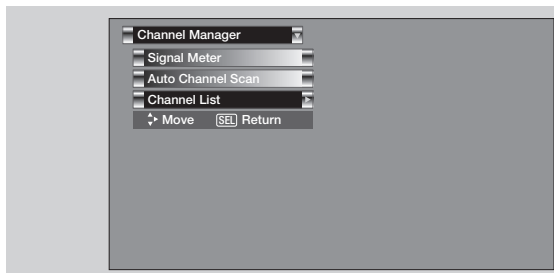 Channel Manager
Signal Meter
Auto Channel Scan
Channel List
Move SEL Return